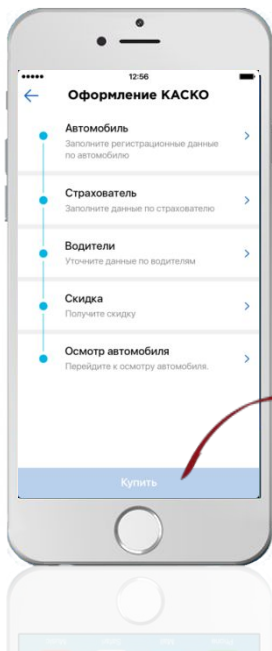 12:56
Оформление КАСКО
Автомобиль
Заполните регистрационные данные
по автомобилю
Страхователь
Заполните данные по страхователю
Водители
Уточните данные по водителям
Скидка
Получите скидку
Осмотр автомобиля
Перейдите к осмотру автомобиля.
Купить